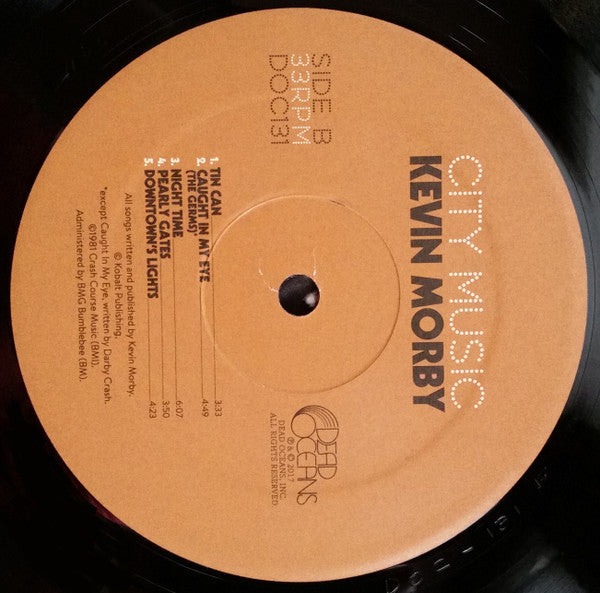 CITY MUSIC
KEVIN MORBY
SIDE B
33RPM
DOC131
1. TIN CAN 3:33
2. CAUGHT IN MY EYE
(THE GERMS)* 4:49
3. NIGHT TIME 6:07
4. PEARLY GATES 3:50
5. DOWNTOWN'S LIGHTS 4:23
All songs written and published by Kevin Morby.
© Kobalt Publishing.
*except Caught In My Eye, written by Darby Crash.
©1981 Crash Course Music (BMI).
Administered by BMG Bumblebee (BM).
DEAD
OCEANS
℗ & © 2017
DEAD OCEANS, INC.
ALL RIGHTS RESERVED